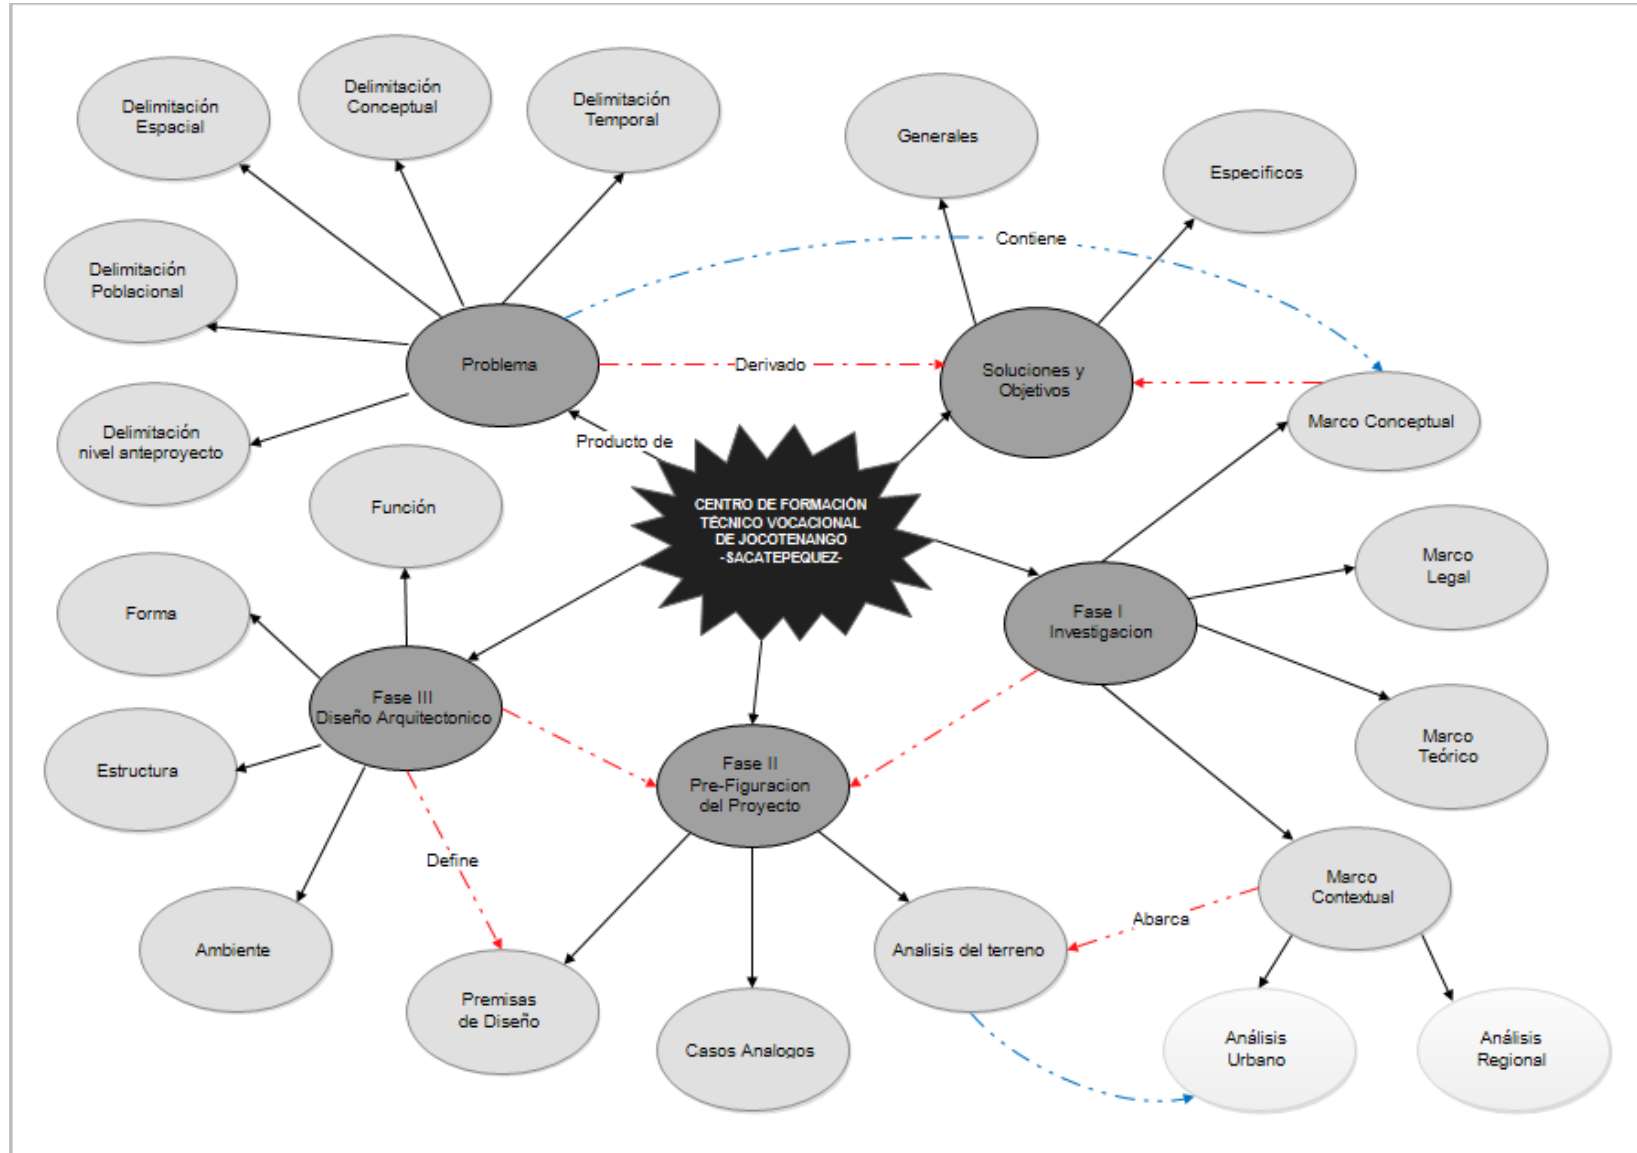 Delimitación
Espacial
Delimitación
Conceptual
Delimitación
Temporal
Generales
Especificos
Delimitación
Poblacional
Contiene
Problema
Derivado
Soluciones y
Objetivos
Marco Conceptual
Delimitación
nivel anteproyecto
Producto de
Función
CENTRO DE FORMACIÓN
TÉCNICO VOCACIONAL
DE JOCOTENANGO
-SACATEPEQUEZ-
Marco
Legal
Forma
Fase I
Investigacion
Fase III
Diseño Arquitectonico
Marco
Teórico
Estructura
Fase II
Pre-Figuracion
del Proyecto
Define
Marco
Contextual
Abarca
Ambiente
Analisis del terreno
Premisas
de Diseño
Casos Analogos
Análisis
Urbano
Análisis
Regional